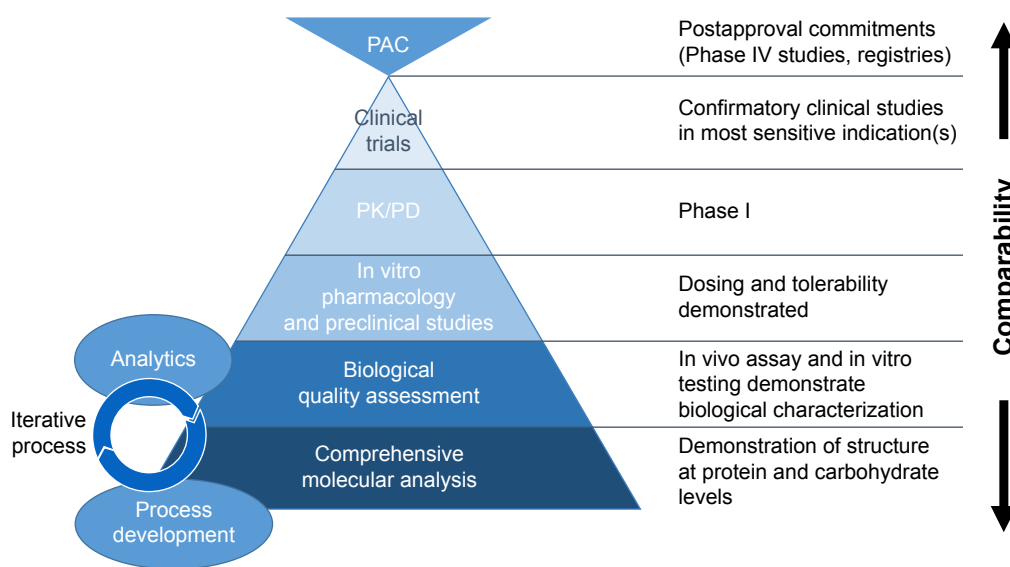 PAC
Postapproval commitments
(Phase IV studies, registries)
Clinical
trials
Confirmatory clinical studies
in most sensitive indication(s)
PK/PD
Phase I
In vitro
pharmacology
and preclinical studies
Dosing and tolerability
demonstrated
Analytics
Biological
quality assessment
In vivo assay and in vitro
testing demonstrate
biological characterization
Iterative
process
Comprehensive
molecular analysis
Demonstration of structure
at protein and carbohydrate
levels
Process
development
Comparability